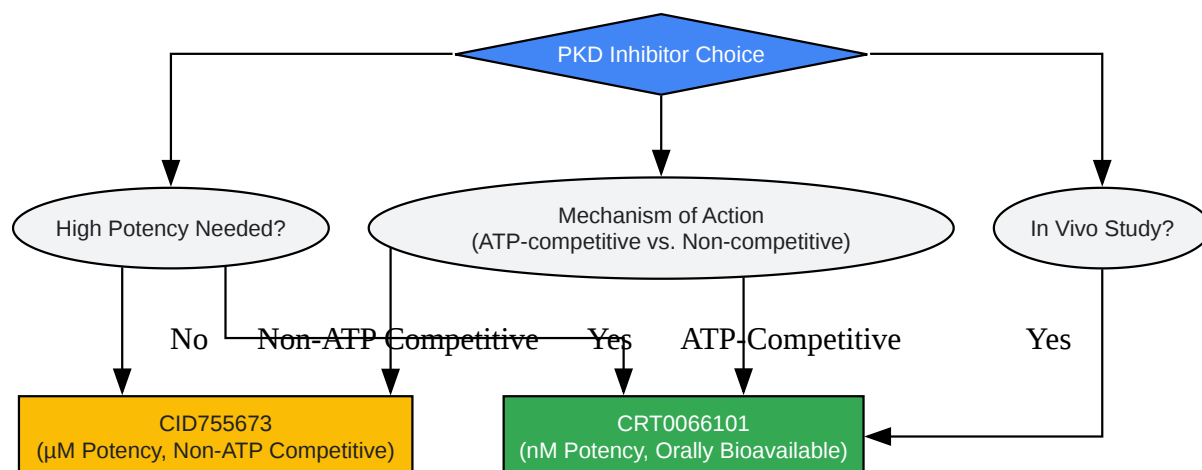 PKD Inhibitor Choice
High Potency Needed?
Mechanism of Action
(ATP-competitive vs. Non-competitive)
In Vivo Study?
No
Non-ATP Competitive
Yes
ATP-Competitive
Yes
CID755673
(µM Potency, Non-ATP Competitive)
CRT0066101
(nM Potency, Orally Bioavailable)